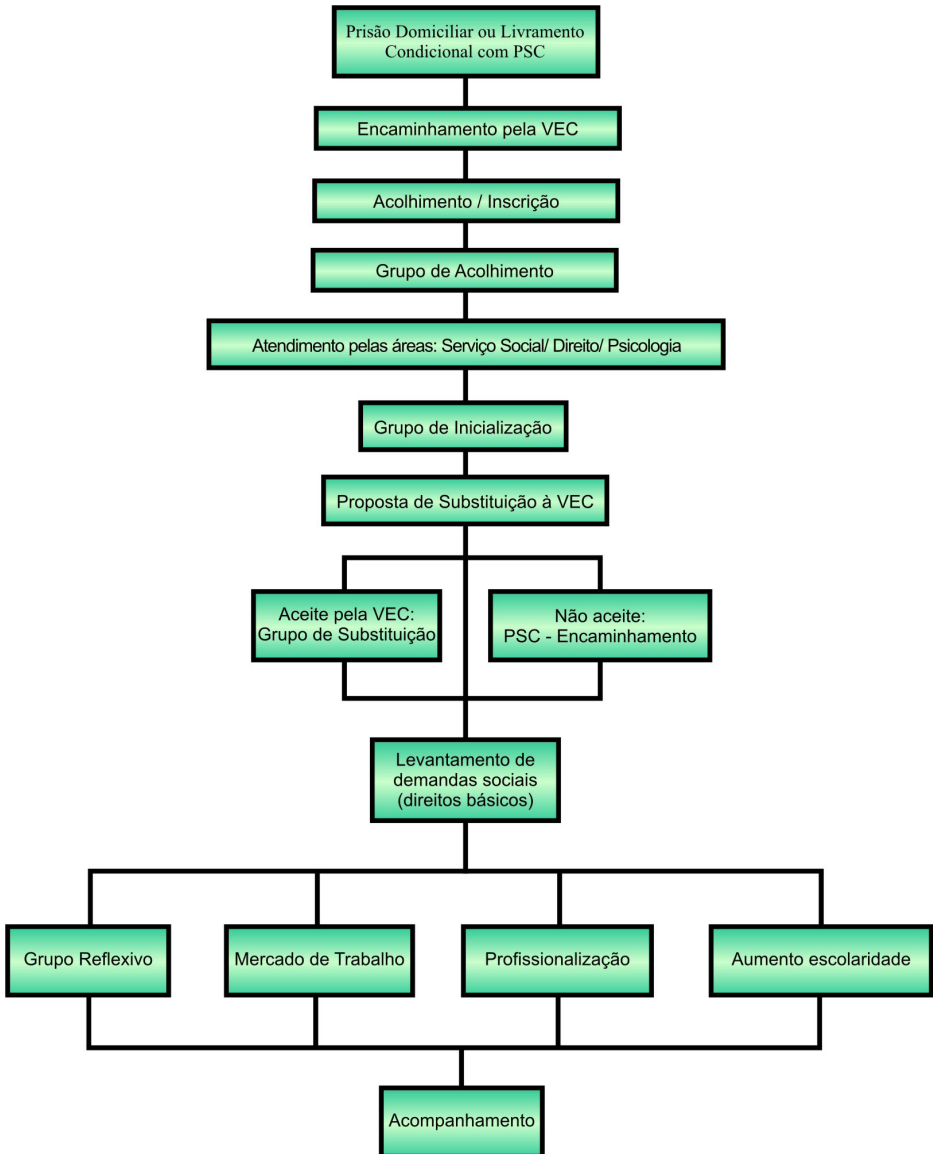 Prisão Domiciliar ou Livramento
Condicional com PSC
Encaminhamento pela VEC
Acolhimento / Inscrição
Grupo de Acolhimento
Atendimento pelas áreas: Serviço Social/ Direito/ Psicologia
Grupo de Inicialização
Proposta de Substituição à VEC
Aceite pela VEC:
Grupo de Substituição
Não aceite:
PSC - Encaminhamento
Levantamento de
demandas sociais
(direitos básicos)
Grupo Reflexivo
Mercado de Trabalho
Profissionalização
Aumento escolaridade
Acompanhamento